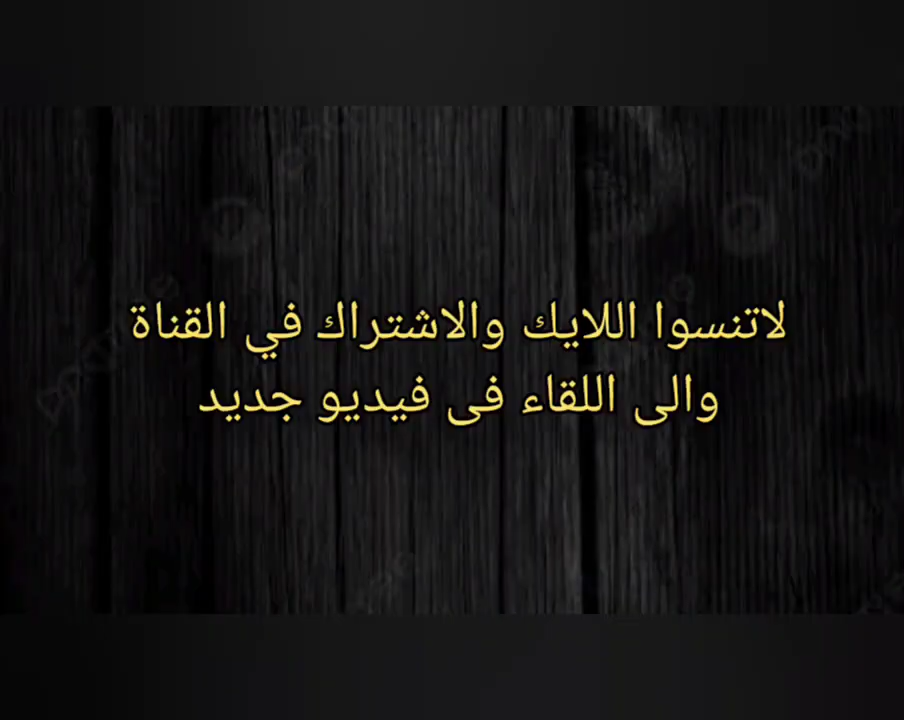 لاتنسوا اللايك والاشتراك في القناة
والى اللقاء فى فيديو جديد